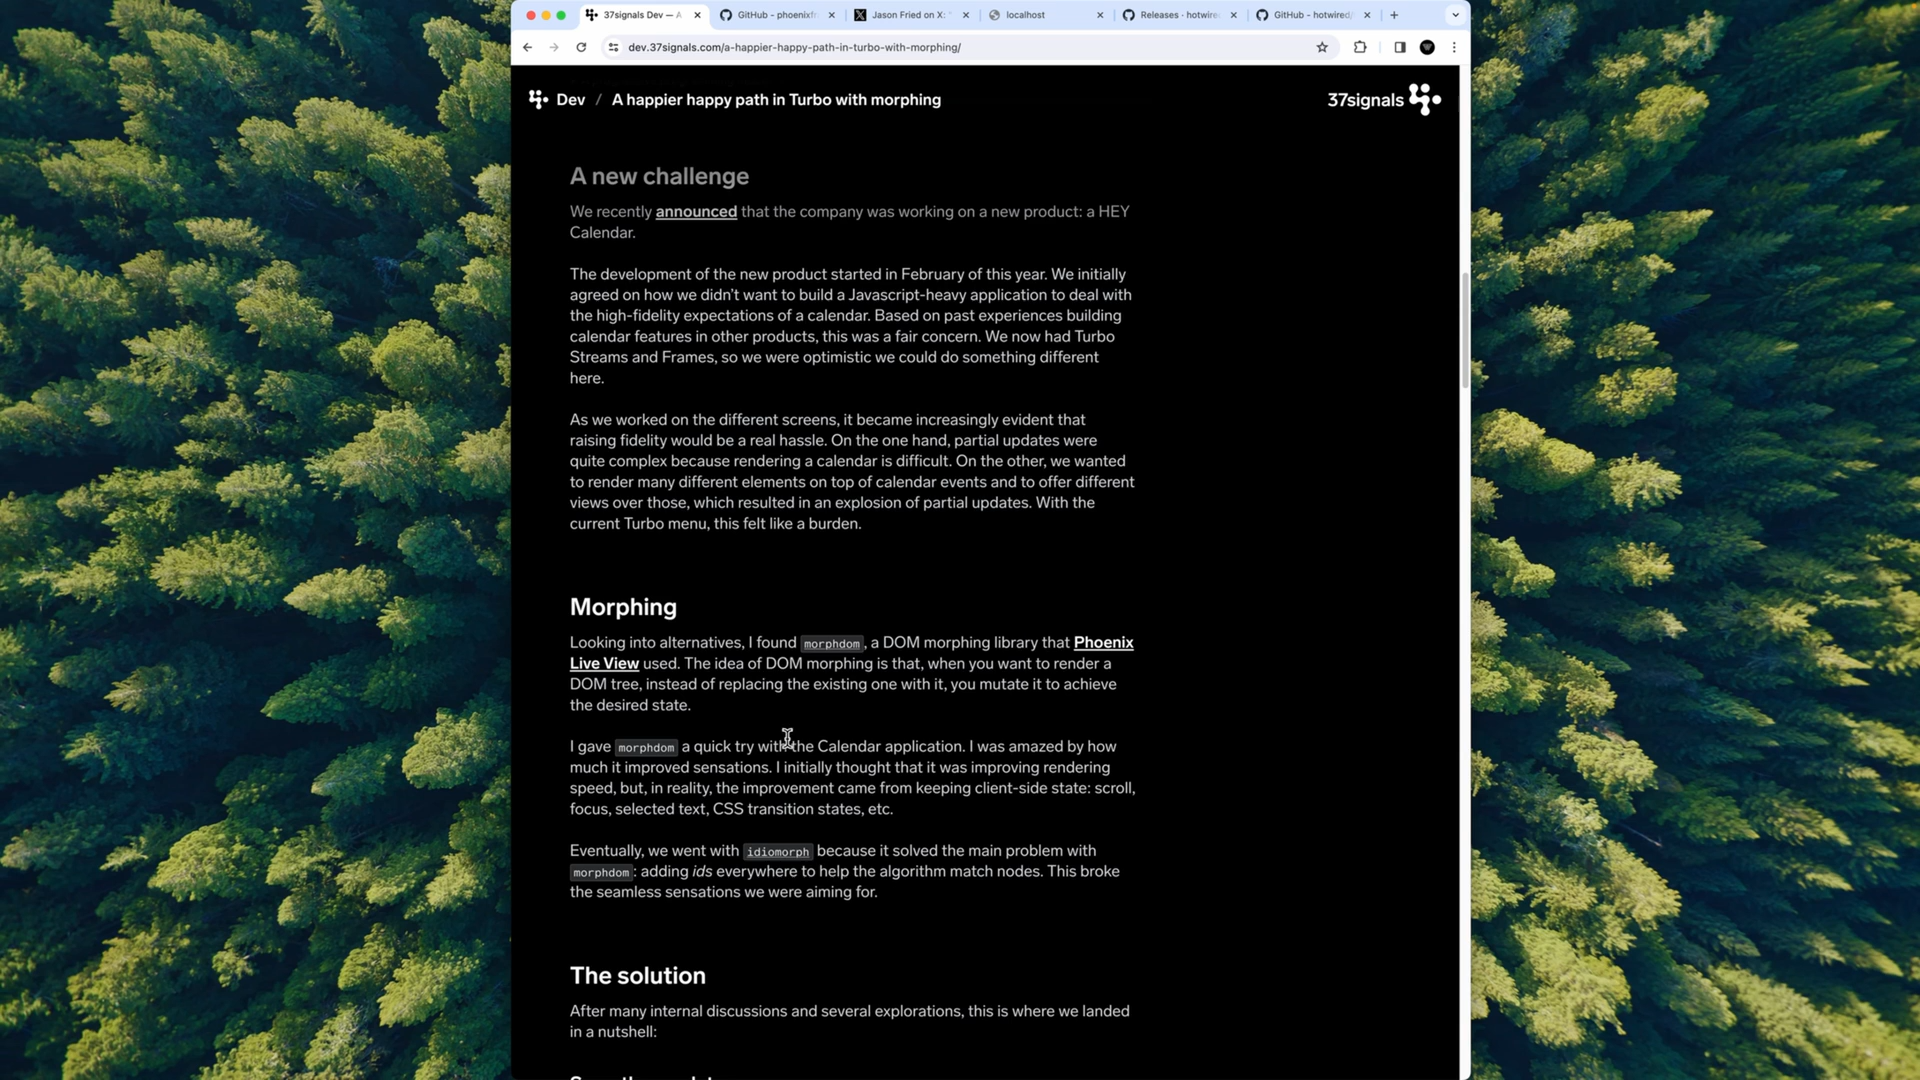 37signals Dev — A
GitHub - phoenixfr
Jason Fried on X: "
localhost
Releases · hotwire
GitHub - hotwired/
dev.37signals.com/a-happier-happy-path-in-turbo-with-morphing/
Dev / A happier happy path in Turbo with morphing
37signals
A new challenge
We recently announced that the company was working on a new product: a HEY
Calendar.
The development of the new product started in February of this year. We initially
agreed on how we didn't want to build a Javascript-heavy application to deal with
the high-fidelity expectations of a calendar. Based on past experiences building
calendar features in other products, this was a fair concern. We now had Turbo
Streams and Frames, so we were optimistic we could do something different
here.
As we worked on the different screens, it became increasingly evident that
raising fidelity would be a real hassle. On the one hand, partial updates were
quite complex because rendering a calendar is difficult. On the other, we wanted
to render many different elements on top of calendar events and to offer different
views over those, which resulted in an explosion of partial updates. With the
current Turbo menu, this felt like a burden.
Morphing
Looking into alternatives, I found morphdom, a DOM morphing library that Phoenix
Live View used. The idea of DOM morphing is that, when you want to render a
DOM tree, instead of replacing the existing one with it, you mutate it to achieve
the desired state.
I gave morphdom a quick try with the Calendar application. I was amazed by how
much it improved sensations. I initially thought that it was improving rendering
speed, but, in reality, the improvement came from keeping client-side state: scroll,
focus, selected text, CSS transition states, etc.
Eventually, we went with idiomorph because it solved the main problem with
morphdom: adding ids everywhere to help the algorithm match nodes. This broke
the seamless sensations we were aiming for.
The solution
After many internal discussions and several explorations, this is where we landed
in a nutshell: